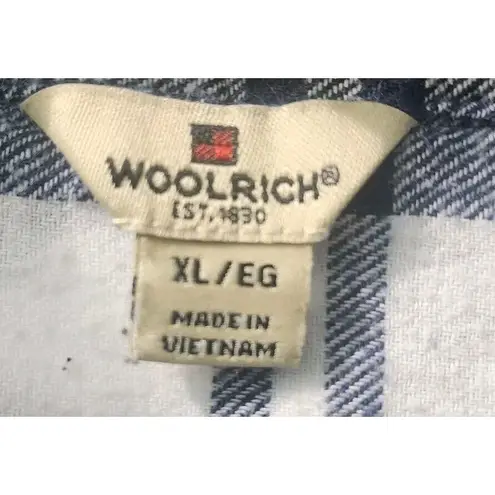 WOOLRICH®
EST. 1830
XL/EG
MADE IN
VIETNAM